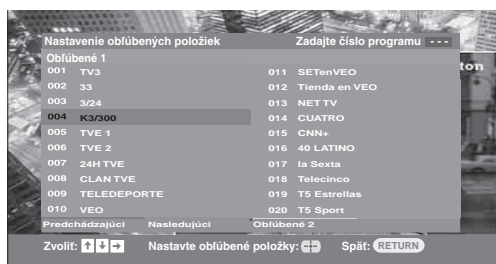 Nastavenie obľúbených položiek Zadajte číslo programu ---
Obľúbené 1
ton
001 TV3
002 33
003 3/24
004 K3/300
005 TVE 1
006 TVE 2
007 24H TVE
008 CLAN TVE
009 TELEDEPORTE
010 VEO
011 SETenVEO
012 Tienda en VEO
013 NET TV
014 CUATRO
015 CNN+
016 40 LATINO
017 la Sexta
018 Telecinco
019 T5 Estrellas
020 T5 Sport
Predchádzajúci Nasledujúci Obľúbené 2
Zvoliť: Nastavte obľúbené položky: Späť: RETURN